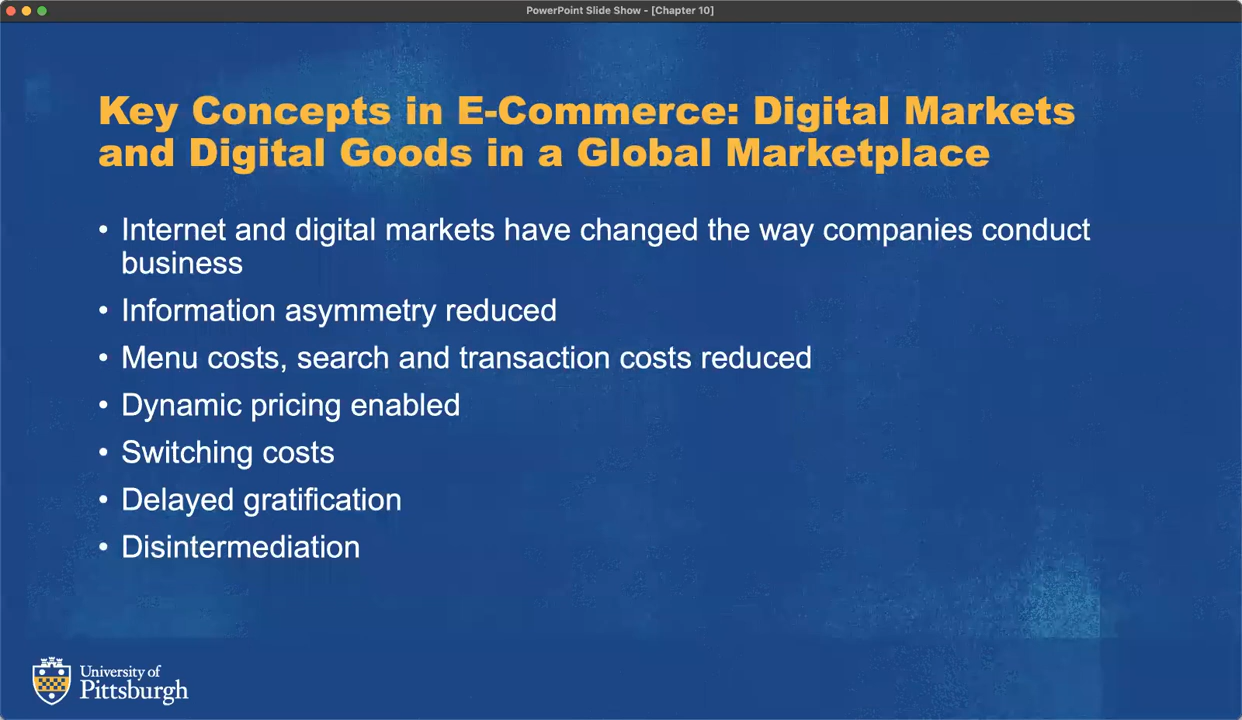 PowerPoint Slide Show - [Chapter 10]
Key Concepts in E-Commerce: Digital Markets
and Digital Goods in a Global Marketplace
• Internet and digital markets have changed the way companies conduct
business
• Information asymmetry reduced
• Menu costs, search and transaction costs reduced
• Dynamic pricing enabled
• Switching costs
• Delayed gratification
• Disintermediation
University of
Pittsburgh